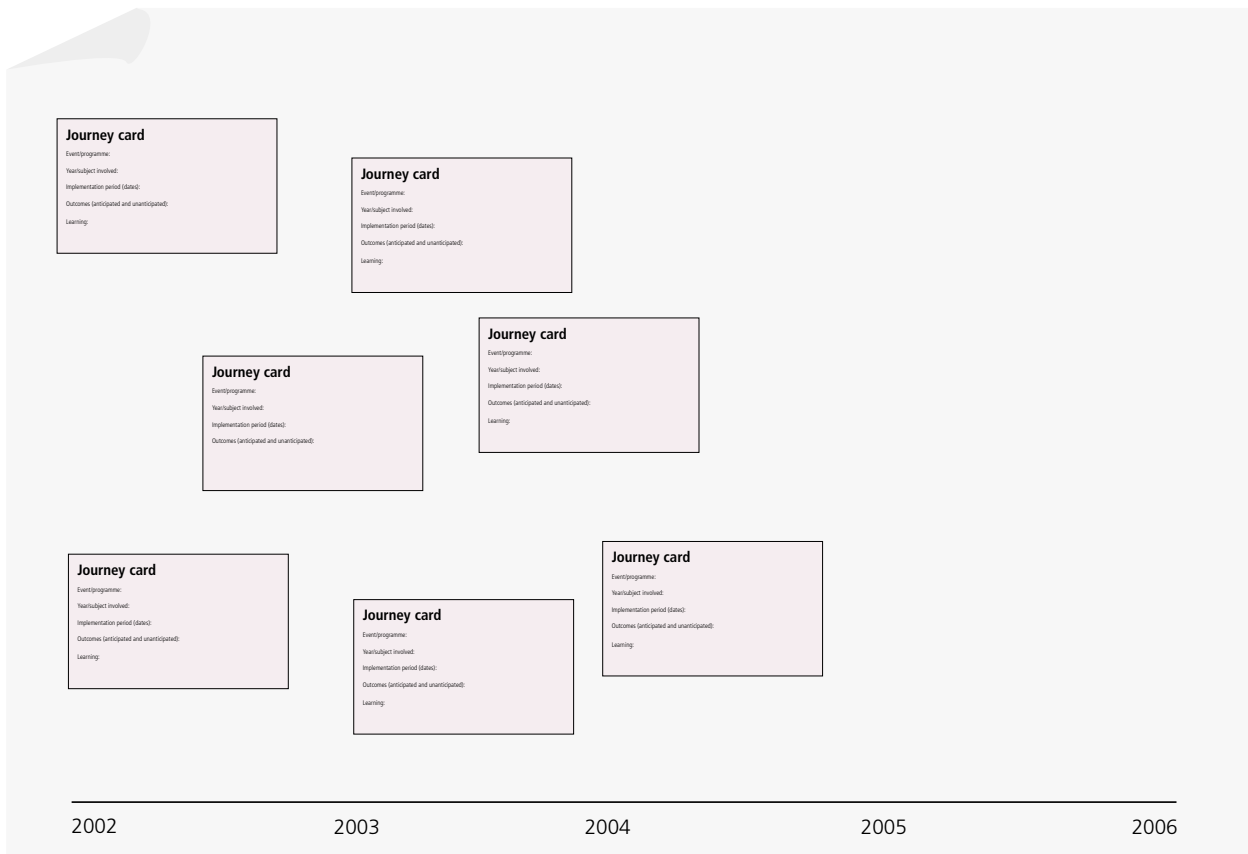 Journey card
Event/programme:
Year/subject involved:
Implementation period (dates):
Outcomes (anticipated and unanticipated):
Learning:
Journey card
Event/programme:
Year/subject involved:
Implementation period (dates):
Outcomes (anticipated and unanticipated):
Learning:
Journey card
Event/programme:
Year/subject involved:
Implementation period (dates):
Outcomes (anticipated and unanticipated):
Learning:
Journey card
Event/programme:
Year/subject involved:
Implementation period (dates):
Outcomes (anticipated and unanticipated):
Journey card
Event/programme:
Year/subject involved:
Implementation period (dates):
Outcomes (anticipated and unanticipated):
Learning:
Journey card
Event/programme:
Year/subject involved:
Implementation period (dates):
Outcomes (anticipated and unanticipated):
Learning:
Journey card
Event/programme:
Year/subject involved:
Implementation period (dates):
Outcomes (anticipated and unanticipated):
Learning:
2002 2003 2004 2005 2006